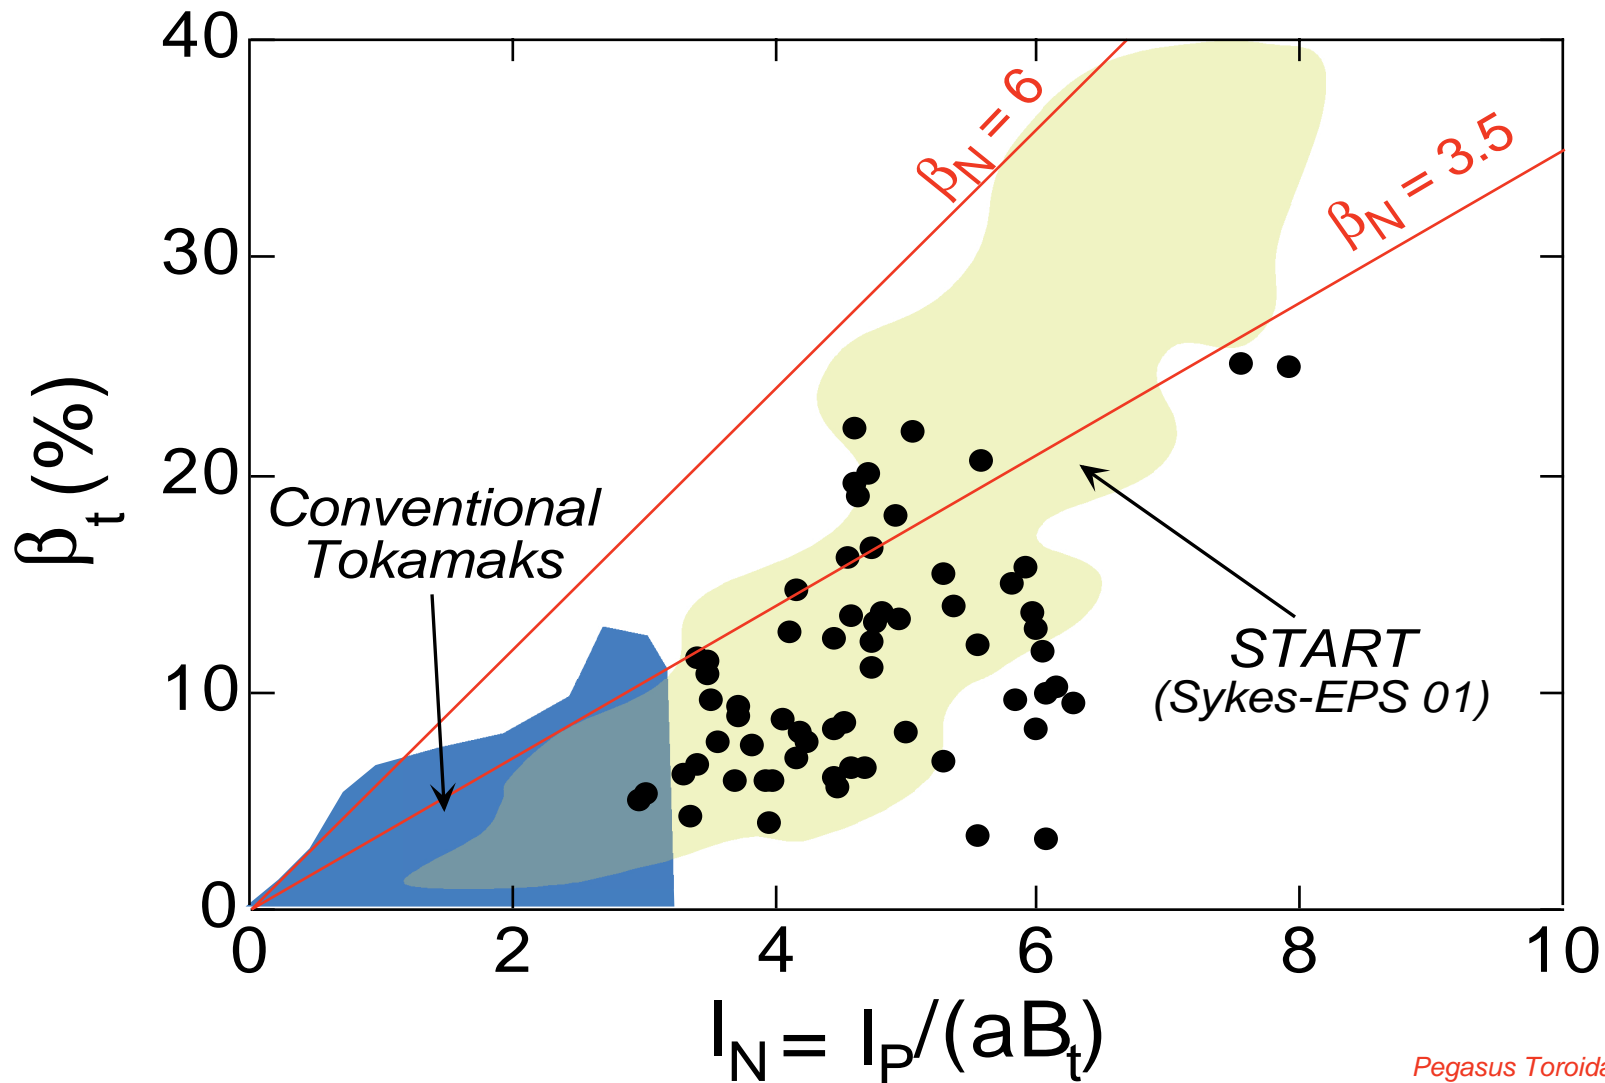 40
30
20
10
0
β_t (%)
β_N = 6
β_N = 3.5
Conventional
Tokamaks
START
(Sykes-EPS 01)
0 2 4 6 8 10
I_N = I_P/(aB_t)
Pegasus